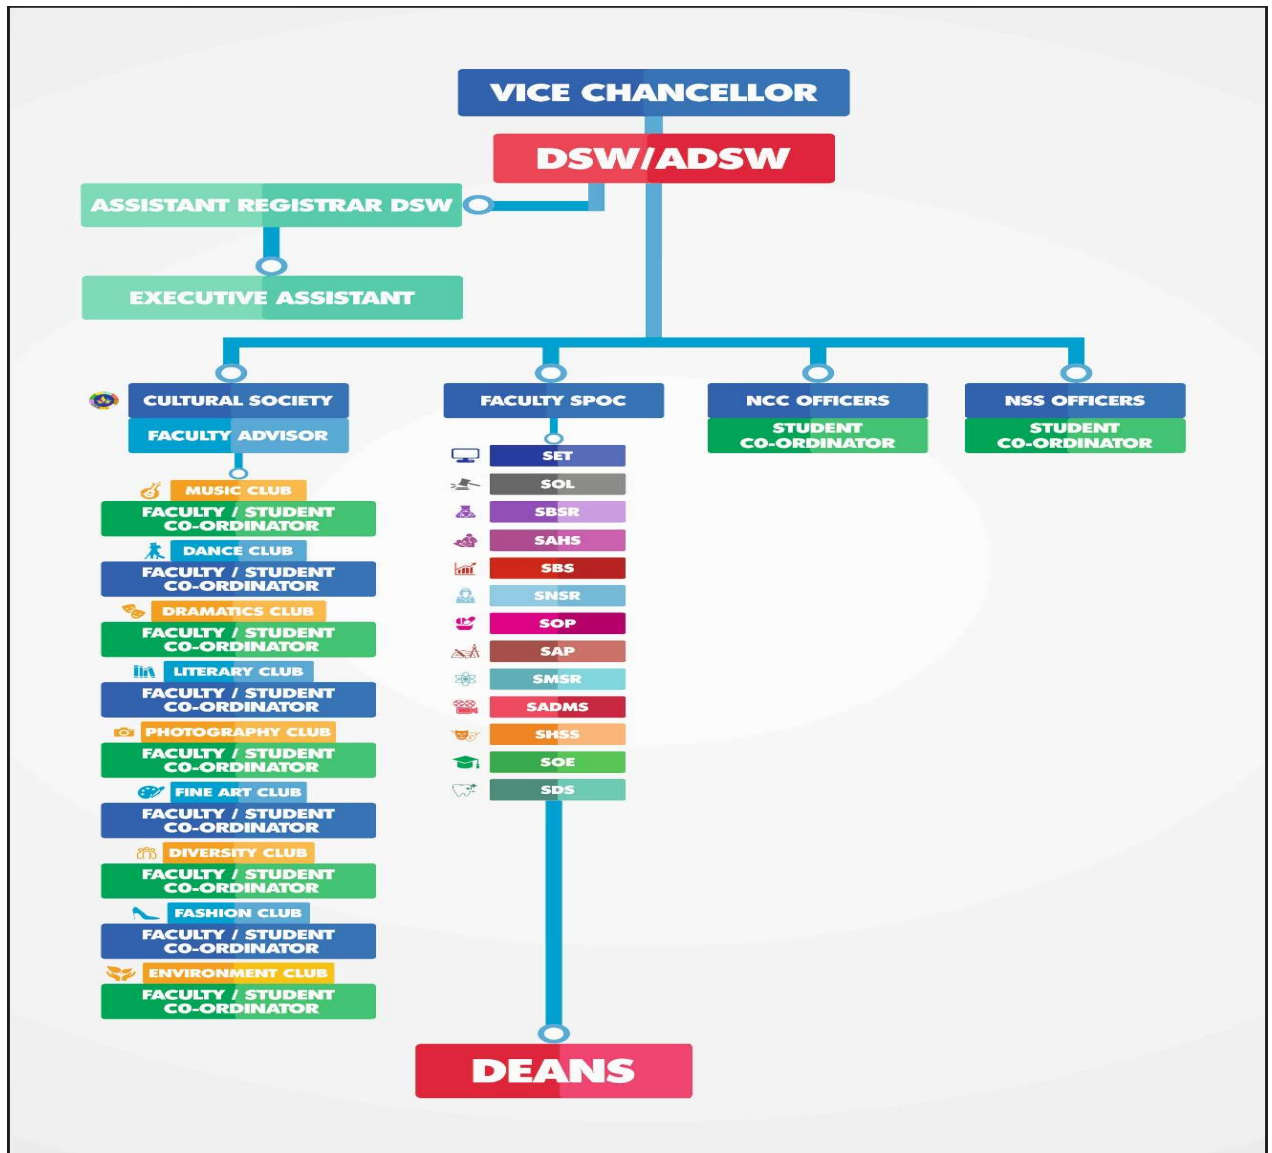 VICE CHANCELLOR
DSW/ADSW
ASSISTANT REGISTRAR DSW
EXECUTIVE ASSISTANT
CULTURAL SOCIETY
FACULTY ADVISOR
MUSIC CLUB
FACULTY / STUDENT
CO-ORDINATOR
DANCE CLUB
FACULTY / STUDENT
CO-ORDINATOR
DRAMATICS CLUB
FACULTY / STUDENT
CO-ORDINATOR
LITERARY CLUB
FACULTY / STUDENT
CO-ORDINATOR
PHOTOGRAPHY CLUB
FACULTY / STUDENT
CO-ORDINATOR
FINE ART CLUB
FACULTY / STUDENT
CO-ORDINATOR
DIVERSITY CLUB
FACULTY / STUDENT
CO-ORDINATOR
FASHION CLUB
FACULTY / STUDENT
CO-ORDINATOR
ENVIRONMENT CLUB
FACULTY / STUDENT
CO-ORDINATOR
FACULTY SPOC
SET
SOL
SBSR
SAHS
SBS
SNSR
SOP
SAP
SMSR
SADMS
SHSS
SOE
SDS
DEANS
NCC OFFICERS
STUDENT
CO-ORDINATOR
NSS OFFICERS
STUDENT
CO-ORDINATOR